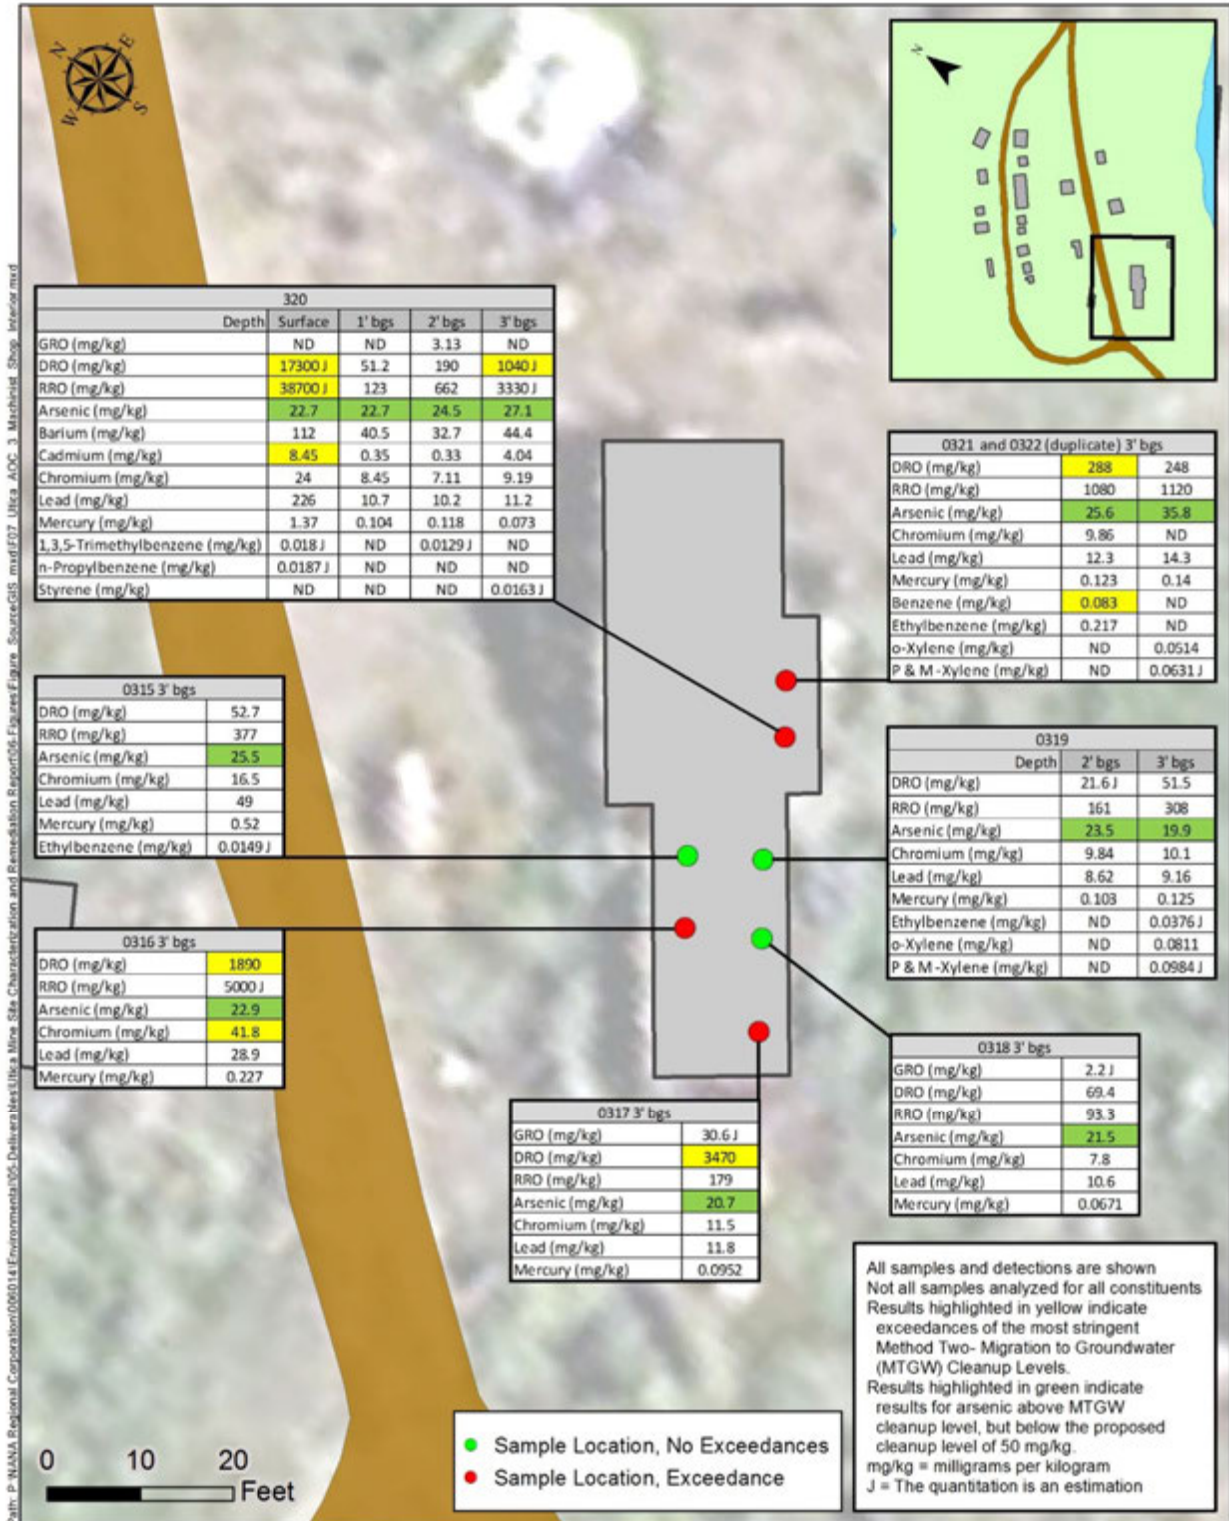 N
E
S
W
N
320
Depth Surface 1' bgs 2' bgs 3' bgs
GRO (mg/kg) ND ND 3.13 ND
DRO (mg/kg) 17300 J 51.2 190 1040 J
RRO (mg/kg) 38700 J 123 662 3330 J
Arsenic (mg/kg) 22.7 22.7 24.5 27.1
Barium (mg/kg) 112 40.5 32.7 44.4
Cadmium (mg/kg) 8.45 0.35 0.33 4.04
Chromium (mg/kg) 24 8.45 7.11 9.19
Lead (mg/kg) 226 10.7 10.2 11.2
Mercury (mg/kg) 1.37 0.104 0.118 0.073
1,3,5-Trimethylbenzene (mg/kg) 0.018 J ND 0.0129 J ND
n-Propylbenzene (mg/kg) 0.0187 J ND ND ND
Styrene (mg/kg) ND ND ND 0.0163 J
0321 and 0322 (duplicate) 3' bgs
DRO (mg/kg) 288 248
RRO (mg/kg) 1080 1120
Arsenic (mg/kg) 25.6 35.8
Chromium (mg/kg) 9.86 ND
Lead (mg/kg) 12.3 14.3
Mercury (mg/kg) 0.123 0.14
Benzene (mg/kg) 0.083 ND
Ethylbenzene (mg/kg) 0.217 ND
o-Xylene (mg/kg) ND 0.0514
P & M -Xylene (mg/kg) ND 0.0631 J
0315 3' bgs
DRO (mg/kg) 52.7
RRO (mg/kg) 377
Arsenic (mg/kg) 25.5
Chromium (mg/kg) 16.5
Lead (mg/kg) 49
Mercury (mg/kg) 0.52
Ethylbenzene (mg/kg) 0.0149 J
0319
Depth 2' bgs 3' bgs
DRO (mg/kg) 21.6 J 51.5
RRO (mg/kg) 161 308
Arsenic (mg/kg) 23.5 19.9
Chromium (mg/kg) 9.84 10.1
Lead (mg/kg) 8.62 9.16
Mercury (mg/kg) 0.103 0.125
Ethylbenzene (mg/kg) ND 0.0376 J
o-Xylene (mg/kg) ND 0.0811
P & M -Xylene (mg/kg) ND 0.0984 J
0316 3' bgs
DRO (mg/kg) 1890
RRO (mg/kg) 5000 J
Arsenic (mg/kg) 22.9
Chromium (mg/kg) 41.8
Lead (mg/kg) 28.9
Mercury (mg/kg) 0.227
0318 3' bgs
GRO (mg/kg) 2.2 J
DRO (mg/kg) 69.4
RRO (mg/kg) 93.3
Arsenic (mg/kg) 21.5
Chromium (mg/kg) 7.8
Lead (mg/kg) 10.6
Mercury (mg/kg) 0.0671
0317 3' bgs
GRO (mg/kg) 30.6 J
DRO (mg/kg) 3470
RRO (mg/kg) 179
Arsenic (mg/kg) 20.7
Chromium (mg/kg) 11.5
Lead (mg/kg) 11.8
Mercury (mg/kg) 0.0952
All samples and detections are shown
Not all samples analyzed for all constituents
Results highlighted in yellow indicate
exceedances of the most stringent
Method Two- Migration to Groundwater
(MTGW) Cleanup Levels.
Results highlighted in green indicate
results for arsenic above MTGW
cleanup level, but below the proposed
cleanup level of 50 mg/kg.
mg/kg = milligrams per kilogram
J = The quantitation is an estimation
Sample Location, No Exceedances
Sample Location, Exceedance
0 10 20
Feet
Path: P:\NANA Regional Corporation\006014\Environmental\05-Deliverables\Utica Mine Site Characterization and Remediation Report\06-Figures\Figure_Source\GIS_mxd\F07_Utica_AOC_3_Machinist_Shop_Interior.mxd